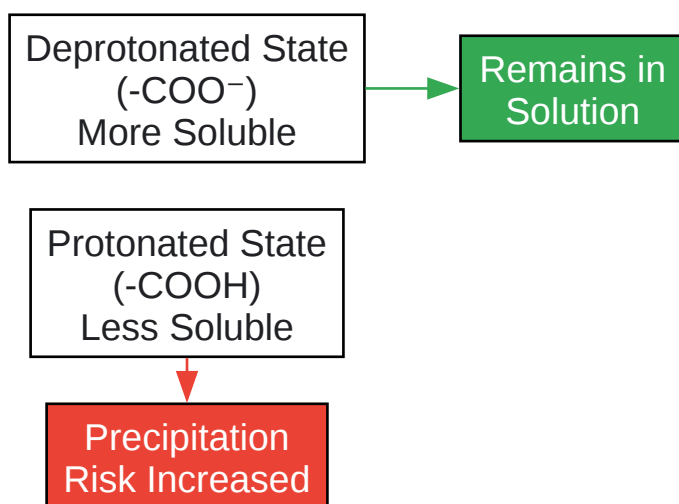 Deprotonated State
(-COO⁻)
More Soluble
Remains in
Solution
Protonated State
(-COOH)
Less Soluble
Precipitation
Risk Increased